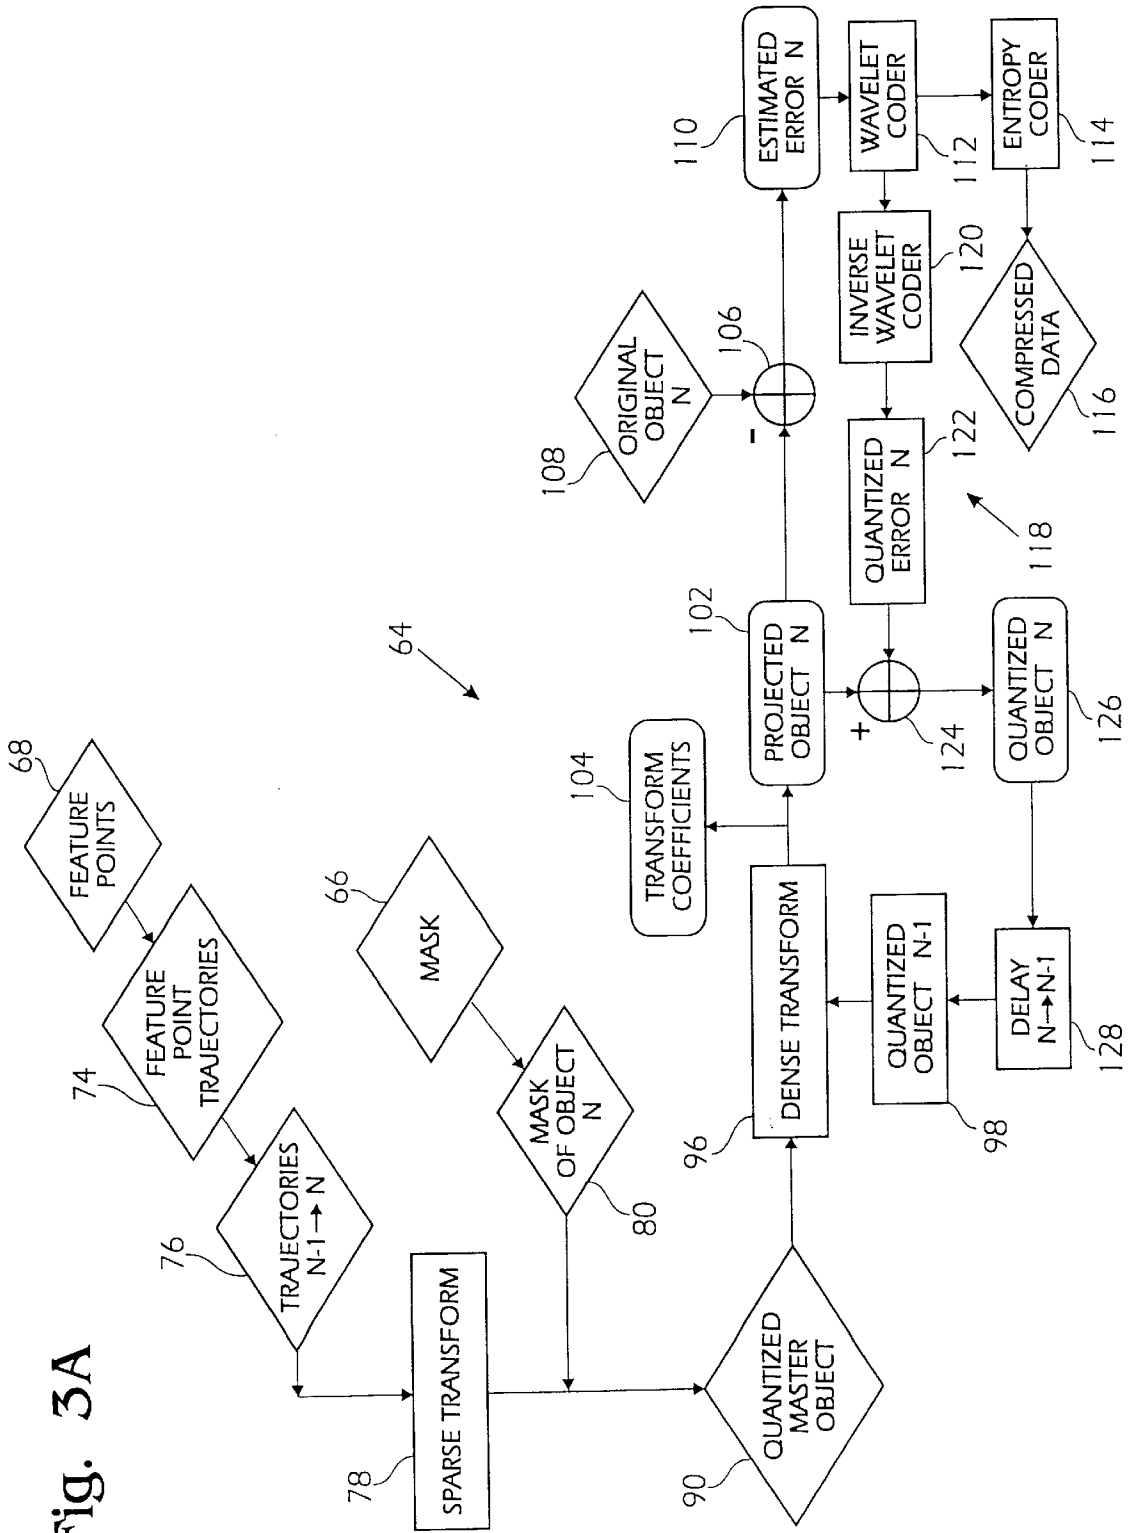 Fig. 3A
68
FEATURE
POINTS
74
FEATURE
POINT
TRAJECTORIES
76
TRAJECTORIES
N-1→N
78
SPARSE TRANSFORM
66
MASK
MASK
OF OBJECT
N
80
64
90
QUANTIZED
MASTER
OBJECT
96
DENSE TRANSFORM
104
TRANSFORM
COEFFICIENTS
102
PROJECTED
OBJECT N
108
ORIGINAL
OBJECT
N
106
-
110
ESTIMATED
ERROR N
WAVELET
CODER
112
ENTROPY
CODER
114
INVERSE
WAVELET
CODER
120
COMPRESSED
DATA
116
QUANTIZED
ERROR N
122
118
+
124
QUANTIZED
OBJECT N
126
DELAY
N→N-1
128
QUANTIZED
OBJECT N-1
98